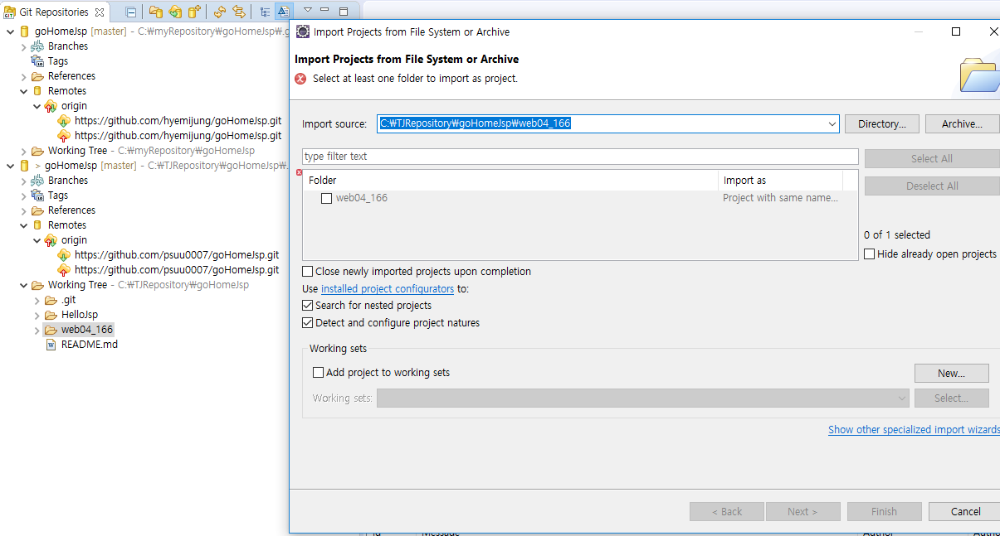 Git Repositories
goHomeJsp [master] - C:₩myRepository₩goHomeJsp₩.g
Branches
Tags
References
Remotes
origin
https://github.com/hyemijung/goHomeJsp.git
https://github.com/hyemijung/goHomeJsp.git
Working Tree - C:₩myRepository₩goHomeJsp
> goHomeJsp [master] - C:₩TJRepository₩goHomeJsp₩.
Branches
Tags
References
Remotes
origin
https://github.com/psuu0007/goHomeJsp.git
https://github.com/psuu0007/goHomeJsp.git
Working Tree - C:₩TJRepository₩goHomeJsp
.git
HelloJsp
web04_166
README.md
Import Projects from File System or Archive
Import Projects from File System or Archive
Select at least one folder to import as project.
Import source: C:₩TJRepository₩goHomeJsp₩web04_166 Directory... Archive...
type filter text
Select All
Folder Import as
Deselect All
web04_166 Project with same name...
0 of 1 selected
Hide already open projects
Close newly imported projects upon completion
Use installed project configurators to:
Search for nested projects
Detect and configure project natures
Working sets
Add project to working sets New...
Working sets: Select...
Show other specialized import wizards
< Back Next > Finish Cancel